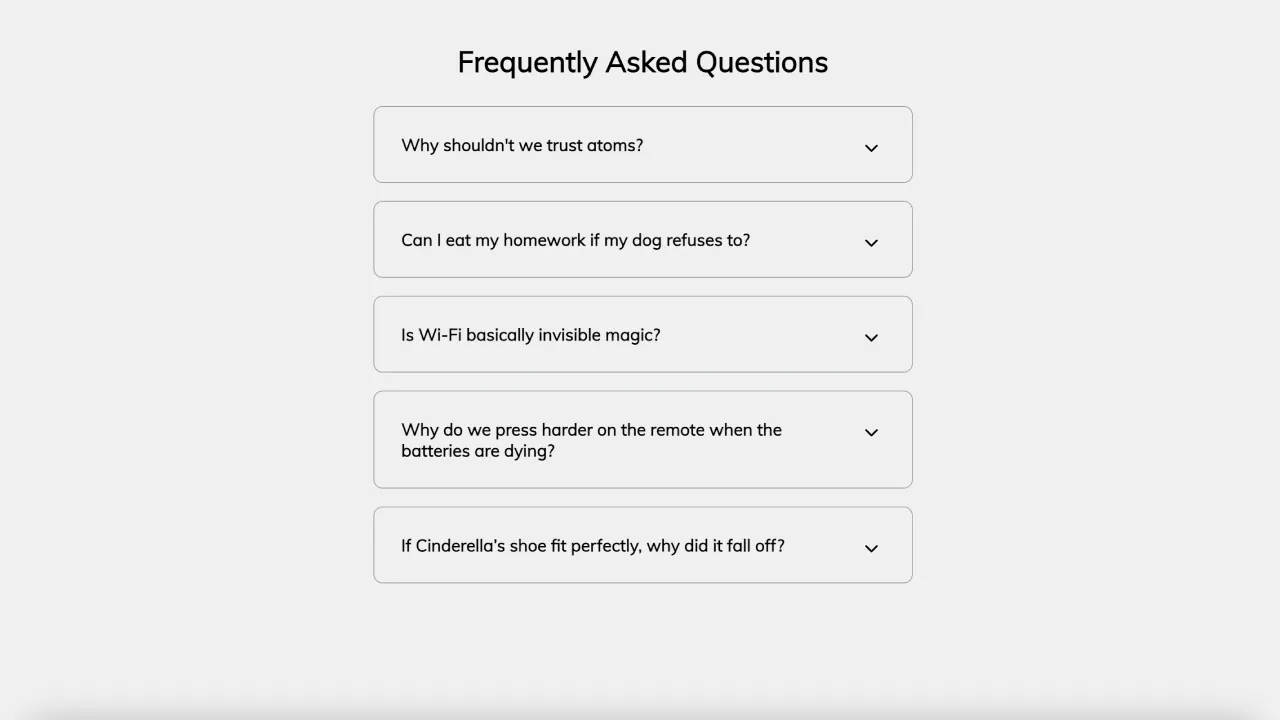 Frequently Asked Questions
Why shouldn't we trust atoms?
Can I eat my homework if my dog refuses to?
Is Wi-Fi basically invisible magic?
Why do we press harder on the remote when the
batteries are dying?
If Cinderella’s shoe fit perfectly, why did it fall off?